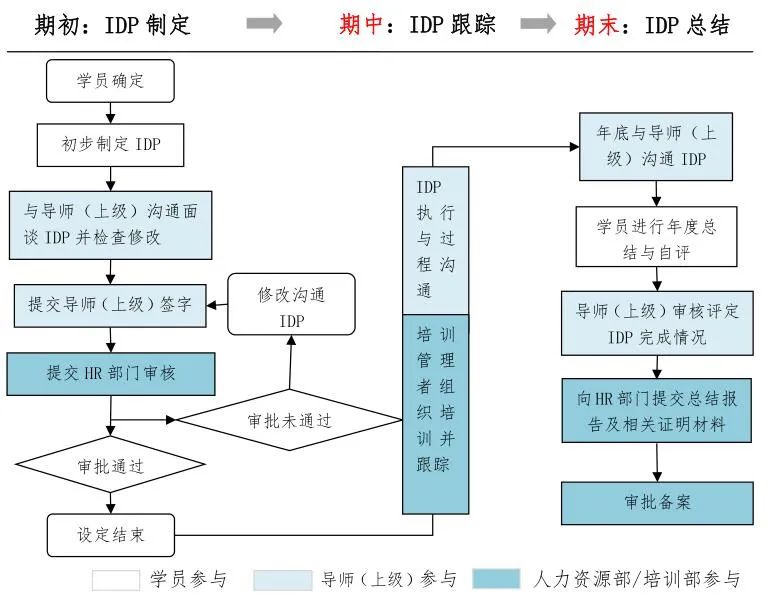 期初：IDP 制定
期中：IDP 跟踪
期末：IDP 总结
学员确定
初步制定 IDP
与导师（上级）沟通面
谈 IDP 并检查修改
提交导师（上级）签字
修改沟通
IDP
提交 HR 部门审核
审批未通过
审批通过
设定结束
IDP
执行
与过
程沟
通
培训
管理
者组
织培
训并
跟踪
年底与导师（上
级）沟通 IDP
学员进行年度总
结与自评
导师（上级）审核评定
IDP 完成情况
向 HR 部门提交总结报
告及相关证明材料
审批备案
学员参与
导师（上级）参与
人力资源部/培训部参与